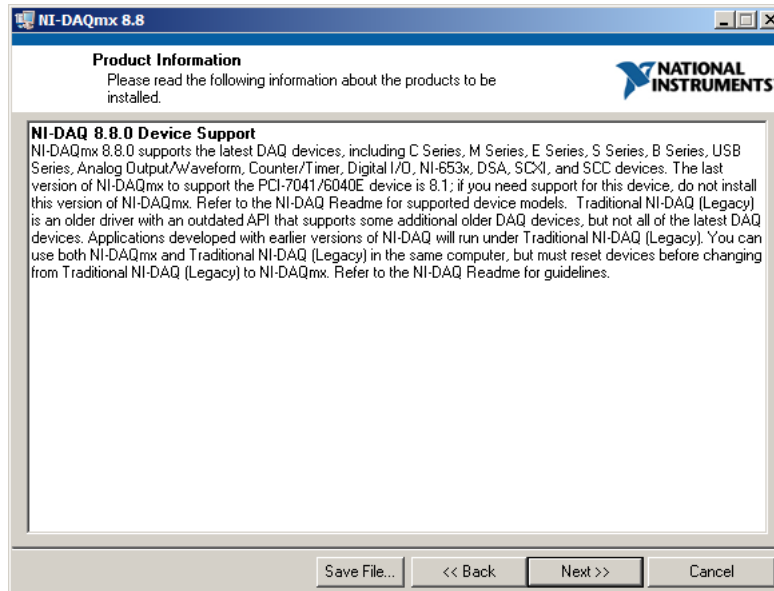 NI-DAQmx 8.8
Product Information
Please read the following information about the products to be
installed.
NATIONAL
INSTRUMENTS
NI-DAQ 8.8.0 Device Support
NI-DAQmx 8.8.0 supports the latest DAQ devices, including C Series, M Series, E Series, S Series, B Series, USB
Series, Analog Output/Waveform, Counter/Timer, Digital I/O, NI-653x, DSA, SCXI, and SCC devices. The last
version of NI-DAQmx to support the PCI-7041/6040E device is 8.1; if you need support for this device, do not install
this version of NI-DAQmx. Refer to the NI-DAQ Readme for supported device models.  Traditional NI-DAQ (Legacy)
is an older driver with an outdated API that supports some additional older DAQ devices, but not all of the latest DAQ
devices. Applications developed with earlier versions of NI-DAQ will run under Traditional NI-DAQ (Legacy). You can
use both NI-DAQmx and Traditional NI-DAQ (Legacy) in the same computer, but must reset devices before changing
from Traditional NI-DAQ (Legacy) to NI-DAQmx. Refer to the NI-DAQ Readme for guidelines.
Save File... << Back Next >> Cancel